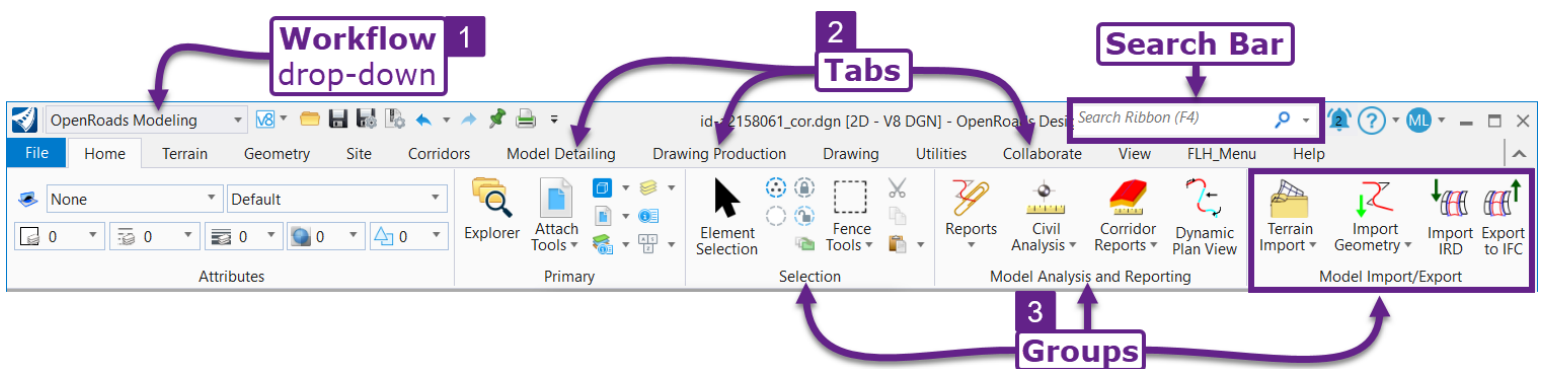 Workflow 1
drop-down
2
Tabs
Search Bar
OpenRoads Modeling
V8
2158061_cor.dgn [2D - V8 DGN] - OpenRoads Desi
Search Ribbon (F4)
2
?
ML
File Home Terrain Geometry Site Corridors Model Detailing Drawing Production Drawing Utilities Collaborate View FLH_Menu Help
None Default
0 0 0 0 0
Attributes
Explorer
Attach
Tools
Primary
Element
Selection
Fence
Tools
Selection
Reports
Civil
Analysis
Corridor
Reports
Dynamic
Plan View
Model Analysis and Reporting
Terrain
Import
Import
Geometry
Import
IRD
Export
to IFC
Model Import/Export
3
Groups